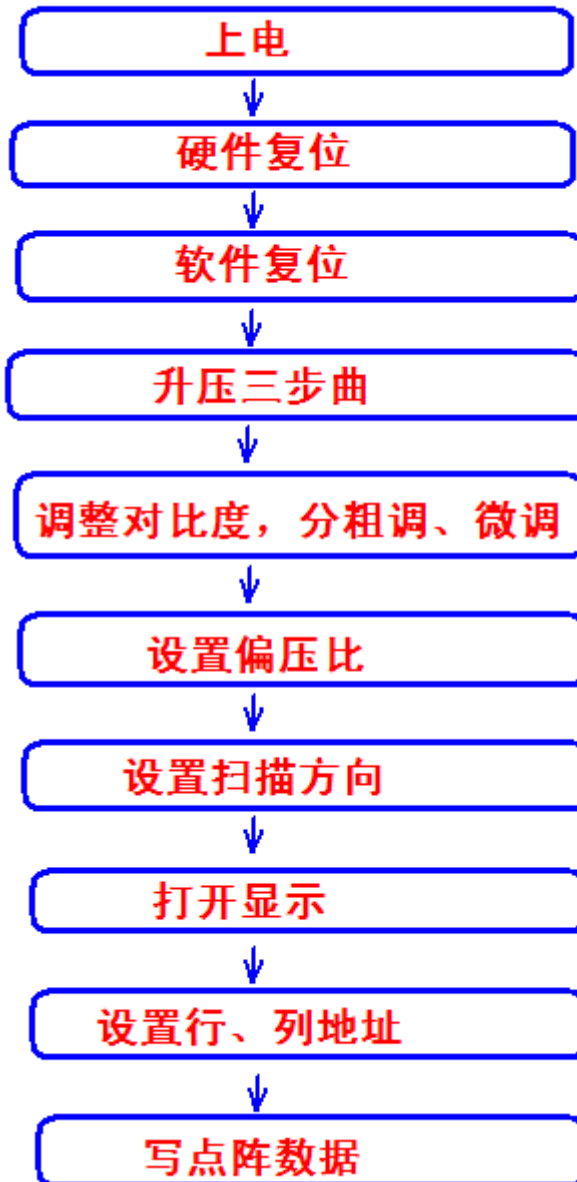 上电
硬件复位
软件复位
升压三步曲
调整对比度，分粗调、微调
设置偏压比
设置扫描方向
打开显示
设置行、列地址
写点阵数据